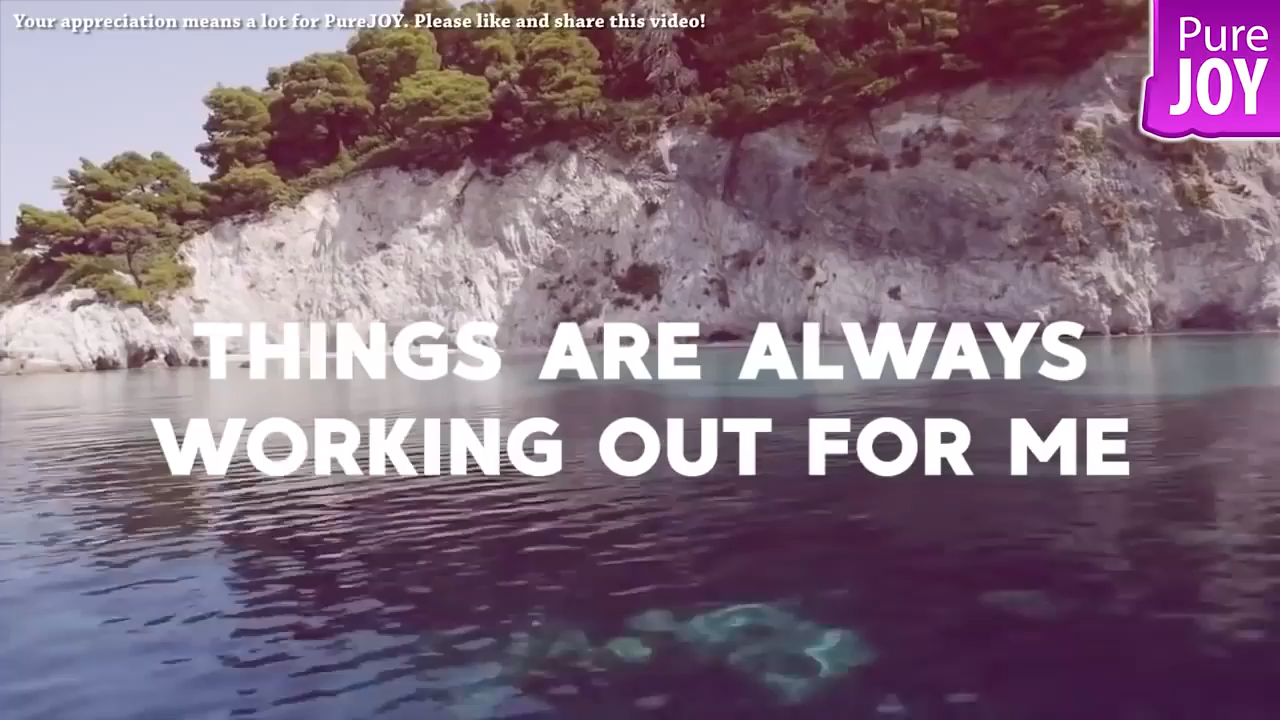 Your appreciation means a lot for PureJOY. Please like and share this video!
Pure
JOY
THINGS ARE ALWAYS
WORKING OUT FOR ME